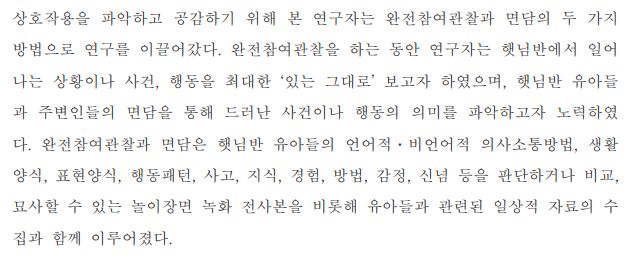 상호작용을 파악하고 공감하기 위해 본 연구자는 완전참여관찰과 면담의 두 가지
방법으로 연구를 이끌어갔다. 완전참여관찰을 하는 동안 연구자는 햇님반에서 일어
나는 상황이나 사건, 행동을 최대한 ‘있는 그대로’ 보고자 하였으며, 햇님반 유아들
과 주변인들의 면담을 통해 드러난 사건이나 행동의 의미를 파악하고자 노력하였
다. 완전참여관찰과 면담은 햇님반 유아들의 언어적·비언어적 의사소통방법, 생활
양식, 표현양식, 행동패턴, 사고, 지식, 경험, 방법, 감정, 신념 등을 판단하거나 비교,
묘사할 수 있는 놀이장면 녹화 전사본을 비롯해 유아들과 관련된 일상적 자료의 수
집과 함께 이루어졌다.